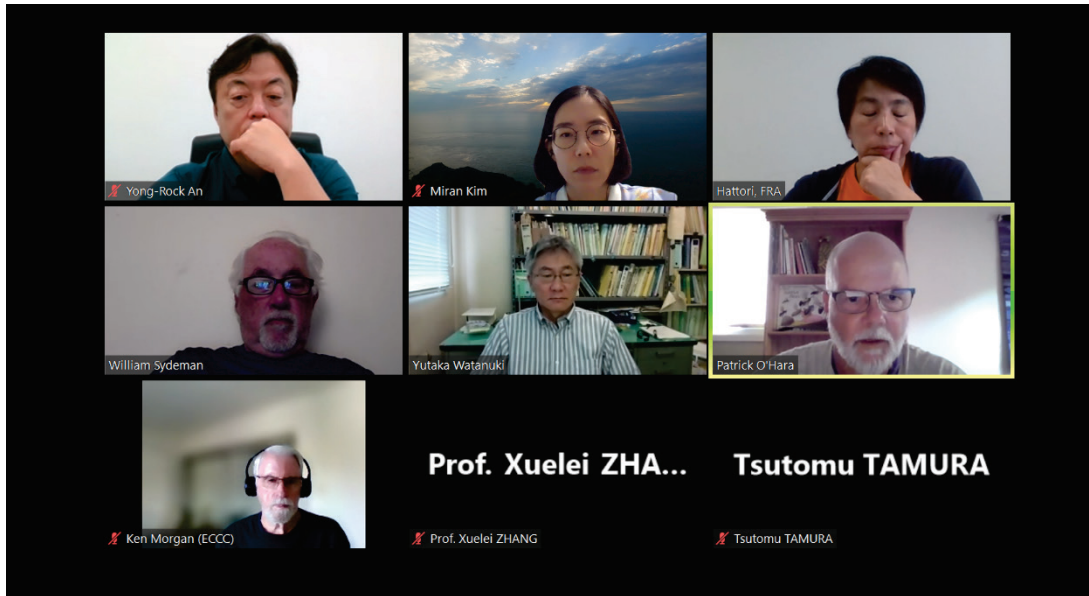 Yong-Rock An
Miran Kim
Hattori, FRA
William Sydeman
Yutaka Watanuki
Patrick O'Hara
Ken Morgan (ECCC)
Prof. Xuelei ZHA...
Prof. Xuelei ZHANG
Tsutomu TAMURA
Tsutomu TAMURA